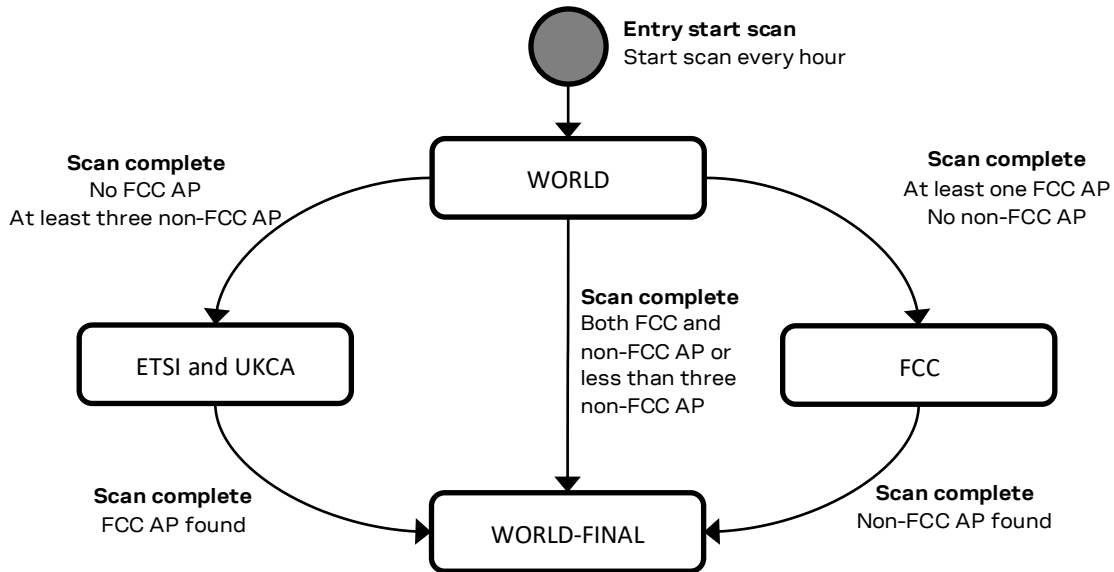 Entry start scan
Start scan every hour
WORLD
Scan complete
No FCC AP
At least three non-FCC AP
Scan complete
At least one FCC AP
No non-FCC AP
Scan complete
Both FCC and
non-FCC AP or
less than three
non-FCC AP
ETSI and UKCA
FCC
Scan complete
FCC AP found
Scan complete
Non-FCC AP found
WORLD-FINAL